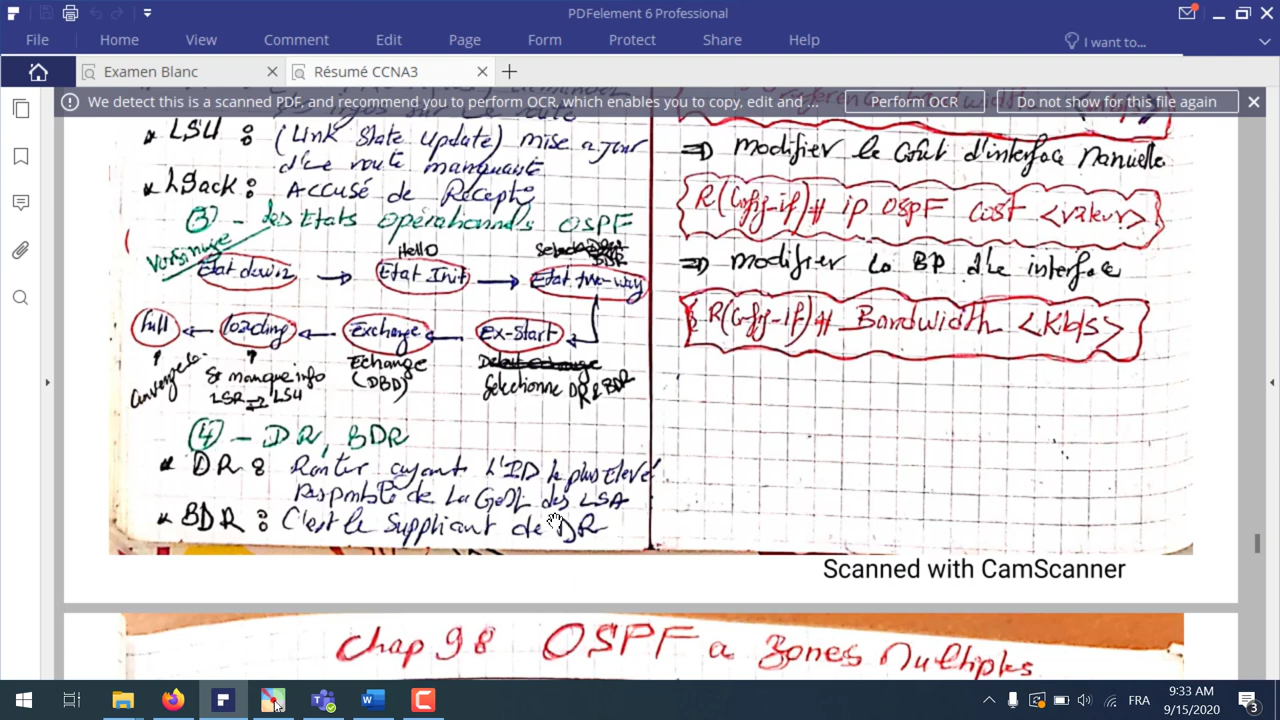 PDFelement 6 Professional
File Home View Comment Edit Page Form Protect Share Help I want to...
Examen Blanc
Résumé CCNA3
We detect this is a scanned PDF, and recommend you to perform OCR, which enables you to copy, edit and ... Perform OCR Do not show for this file again
* LSU : (Link State Update) mise a jour
d'Le route manquante
* LSack : Accusé de Récepto
③ - des Etats opérationnels OSPF
Voisinage
Hello
Etat down → Etat Init → Etat two-way
full ← loading ← Exchange ← Ex-Start
Convergence
Si manque info
LSR ⇄ LSU
Echange
(DBD)
Sélectionne DR & BDR
④ - DR, BDR
* DR : Router ayant l'ID le plus élevé
de la des LSA
* BDR : C'est le Suppliant de DR
⇒ modifier le Coût d'interface Manuelle
R(Config-if)# ip OSPF cost <valeur>
⇒ modifier la BP d'Le interface
R(Config-if)# Bandwidth <Kb/s>
Scanned with CamScanner
Chap 98 OSPF a Zones Multiples
FRA
9:33 AM
9/15/2020
3